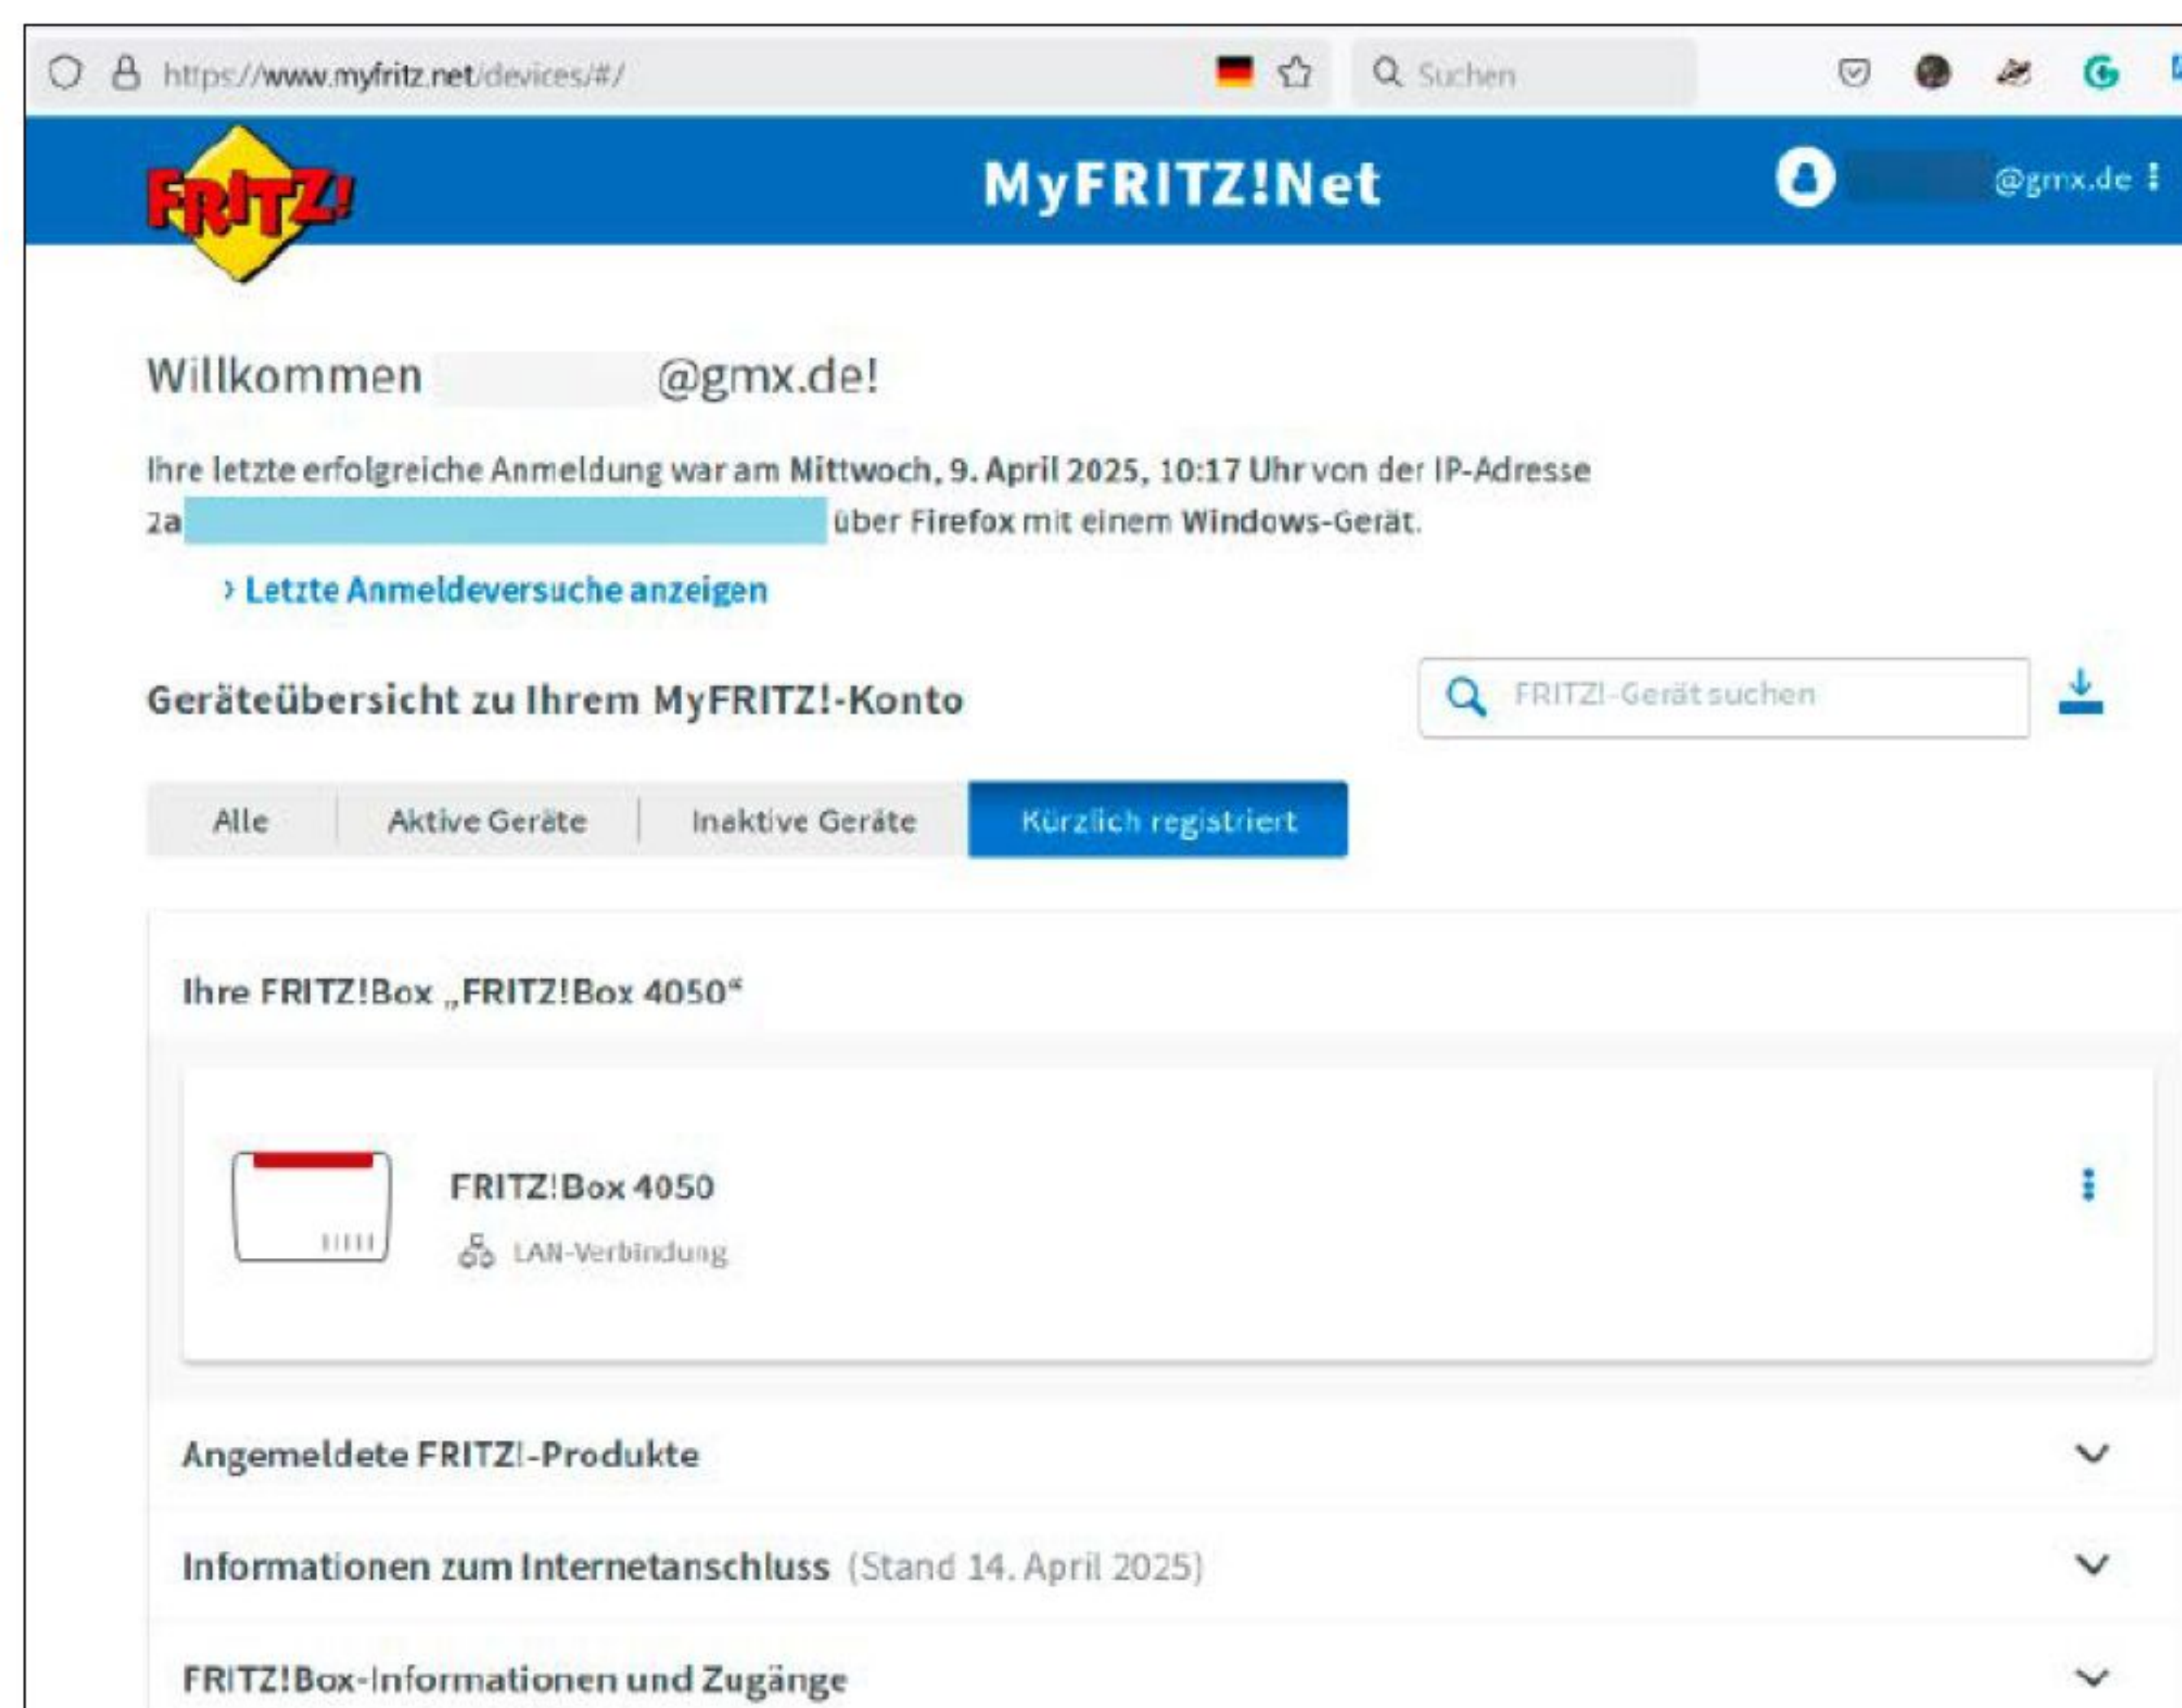 https://www.myfritz.net/devices/#/
Suchen
FRITZ!
MyFRITZ!Net
@gmx.de
Willkommen @gmx.de!
Ihre letzte erfolgreiche Anmeldung war am Mittwoch, 9. April 2025, 10:17 Uhr von der IP-Adresse
2a über Firefox mit einem Windows-Gerät.
› Letzte Anmeldeversuche anzeigen
Geräteübersicht zu Ihrem MyFRITZ!-Konto
FRITZ!-Gerät suchen
Alle Aktive Geräte Inaktive Geräte Kürzlich registriert
Ihre FRITZ!Box „FRITZ!Box 4050“
FRITZ!Box 4050
LAN-Verbindung
Angemeldete FRITZ!-Produkte
Informationen zum Internetanschluss (Stand 14. April 2025)
FRITZ!Box-Informationen und Zugänge